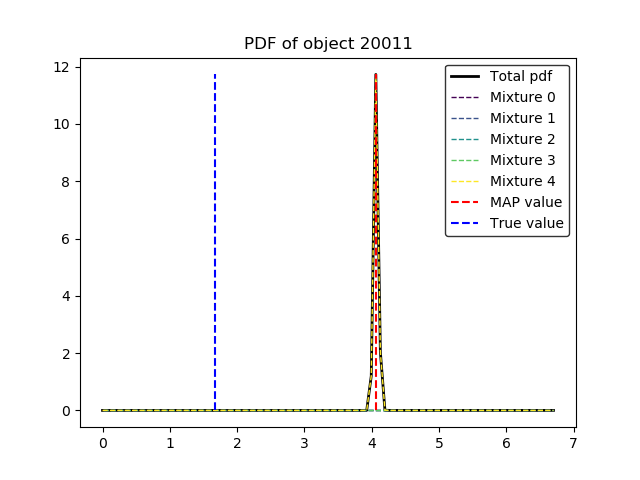 PDF of object 20011
12
10
8
6
4
2
0
0 1 2 3 4 5 6 7
Total pdf
Mixture 0
Mixture 1
Mixture 2
Mixture 3
Mixture 4
MAP value
True value